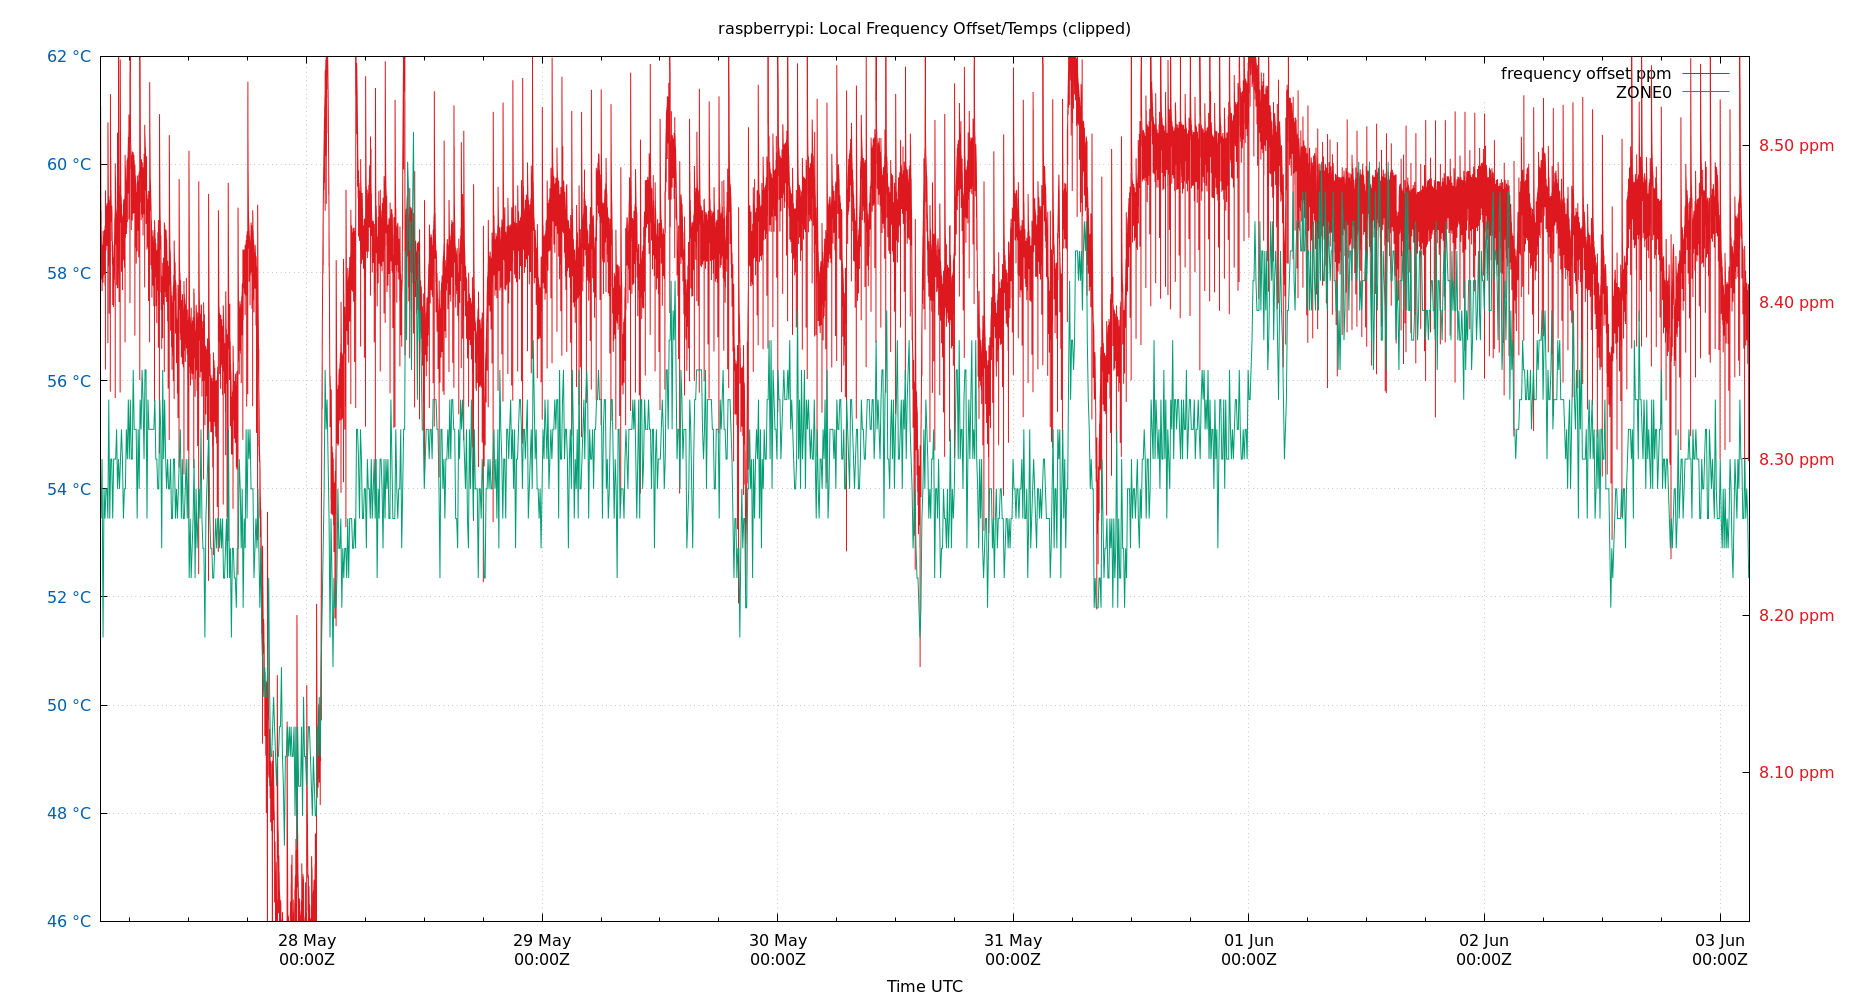 raspberrypi: Local Frequency Offset/Temps (clipped)
62 °C
60 °C
58 °C
56 °C
54 °C
52 °C
50 °C
48 °C
46 °C
frequency offset ppm
ZONE0
8.50 ppm
8.40 ppm
8.30 ppm
8.20 ppm
8.10 ppm
28 May 29 May 30 May 31 May 01 Jun 02 Jun 03 Jun
00:00Z 00:00Z 00:00Z 00:00Z 00:00Z 00:00Z 00:00Z
Time UTC